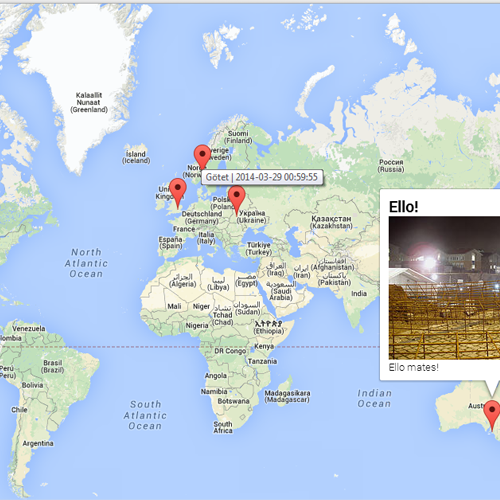 Kalaallit
Nunaat
(Greenland)
Ísland
(Iceland)
Suomi
(Finland)
Sverige
(Sweden)
Norge
(Norw
Götet | 2014-03-29 00:59:55
Россия
(Russia)
United
Kingdom
Polska
(Poland)
Deutschland
(Germany)
Україна
(Ukraine)
France
Italia
(Italy)
España
(Spain)
Türkiye
(Turkey)
Қазақстан
(Kazakhstan)
North
Atlantic
Ocean
الجزائر
(Algeria)
ليبيا
(Libya)
مصر
(Egypt)
العراق
(Iraq)
ایران
(Iran)
السعودية
(Saudi
Arabia)
افغانستان
(Afghanistan)
پاکستان
(Pakistan)
India
Mali
Niger
تشاد
Tchad
(Chad)
السودان
(Sudan)
Nigeria
ኢትዮጵያ
(Ethiopia)
DR Congo
Kenya
Tanzania
Angola
Namibia
Botswana
Madagasikara
(Madagascar)
South
Africa
Venezuela
Colombia
Perú
(Peru)
Brasil
(Brazil)
Bolivia
Chile
Argentina
South
Atlantic
Ocean
Indian
Ocean
Ello!
Ello mates!
Aust